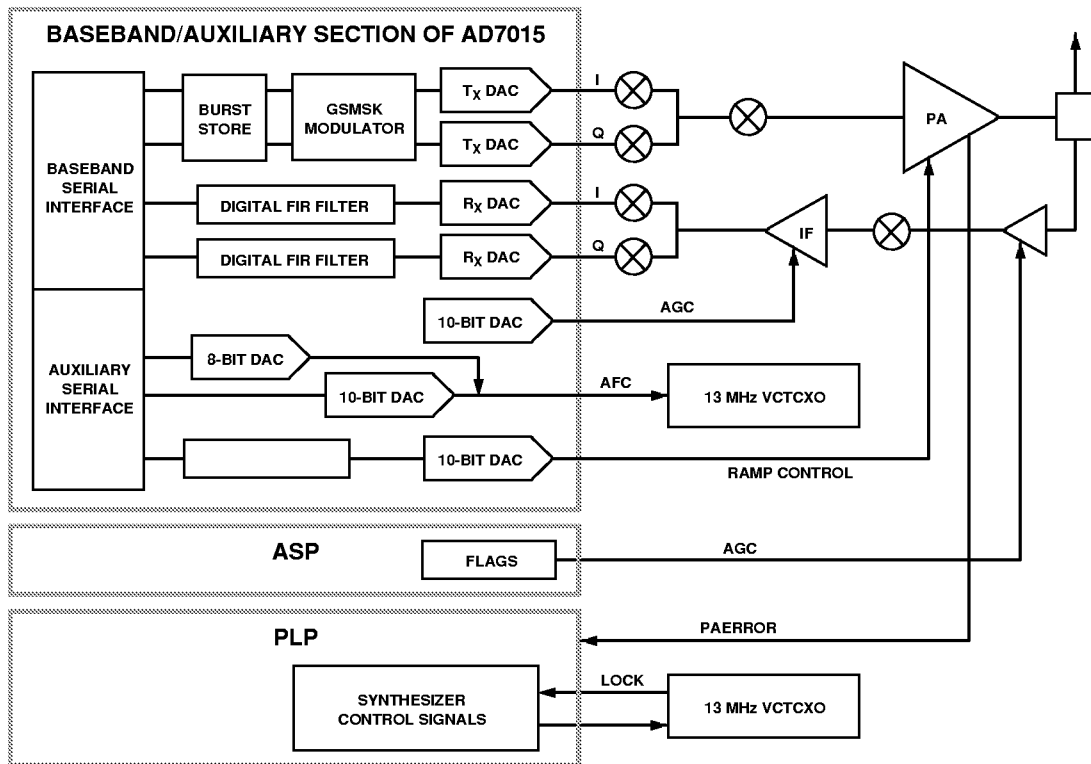 BASEBAND/AUXILIARY SECTION OF AD7015
BASEBAND
SERIAL
INTERFACE
BURST
STORE
GSMSK
MODULATOR
TX DAC
TX DAC
I
Q
PA
DIGITAL FIR FILTER
RX DAC
I
DIGITAL FIR FILTER
RX DAC
Q
IF
10-BIT DAC
AGC
AUXILIARY
SERIAL
INTERFACE
8-BIT DAC
10-BIT DAC
AFC
13 MHz VCTCXO
10-BIT DAC
RAMP CONTROL
ASP
FLAGS
AGC
PLP
PAERROR
SYNTHESIZER
CONTROL SIGNALS
LOCK
13 MHz VCTCXO